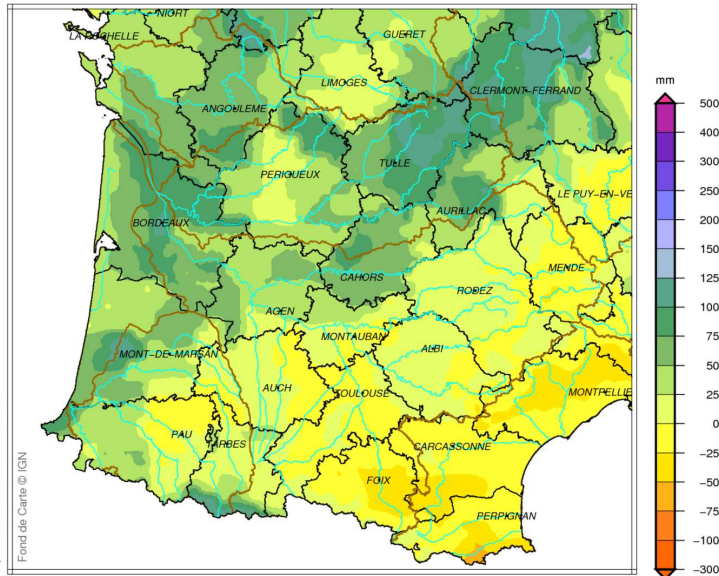 NIORT
LA ROCHELLE
GUERET
LIMOGES
CLERMONT-FERRAND
ANGOULEME
TULLE
PERIGUEUX
LE PUY-EN-VE
AURILLAC
BORDEAUX
MENDE
CAHORS
RODEZ
AGEN
MONTAUBAN
ALBI
MONT-DE-MARSAN
AUCH
TOULOUSE
MONTPELLIE
PAU
TARBES
CARCASSONNE
FOIX
PERPIGNAN
Fond de Carte © IGN
mm
500
400
300
250
200
150
125
100
75
50
25
0
-25
-50
-75
-100
-300